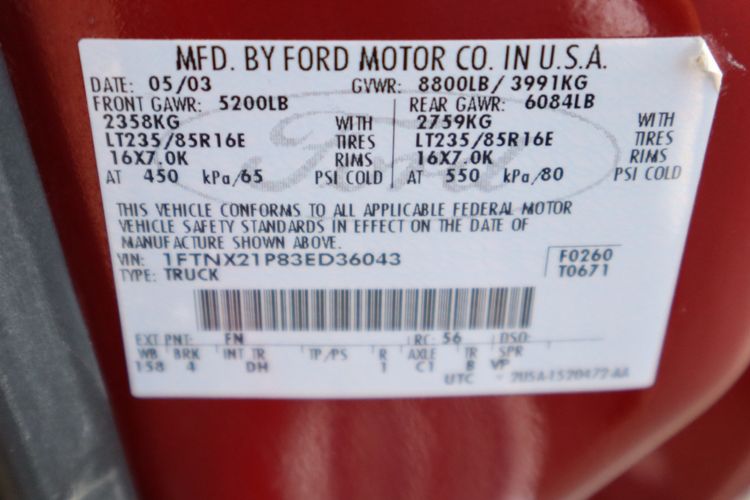 MFD. BY FORD MOTOR CO. IN U.S.A.
DATE: 05/03 GVWR: 8800LB/ 3991KG
FRONT GAWR: 5200LB REAR GAWR: 6084LB
2358KG WITH 2759KG WITH
LT235/85R16E TIRES LT235/85R16E TIRES
16X7.0K RIMS 16X7.0K RIMS
AT 450 kPa/65 PSI COLD AT 550 kPa/80 PSI COLD
THIS VEHICLE CONFORMS TO ALL APPLICABLE FEDERAL MOTOR
VEHICLE SAFETY STANDARDS IN EFFECT ON THE DATE OF
MANUFACTURE SHOWN ABOVE.
VIN: 1FTNX21P83ED36043 F0260
TYPE: TRUCK T0671
EXT PNT: FN RC: 56 DSO:
WB BRK INT TR TP/PS R AXLE TR SPR
158 4 DH 1 C1 B VP
UTC
Ford